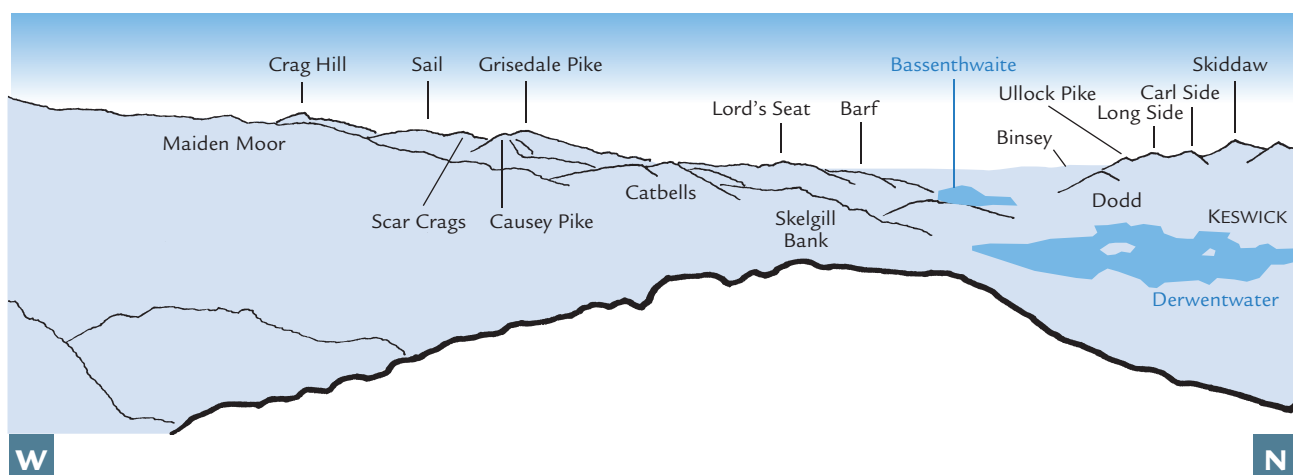 Crag Hill
Sail
Grisedale Pike
Bassenthwaite
Skiddaw
Ullock Pike
Carl Side
Lord's Seat
Barf
Long Side
Maiden Moor
Binsey
Catbells
Dodd
Scar Crags
Causey Pike
Skelgill
Bank
KESWICK
Derwentwater
W
N